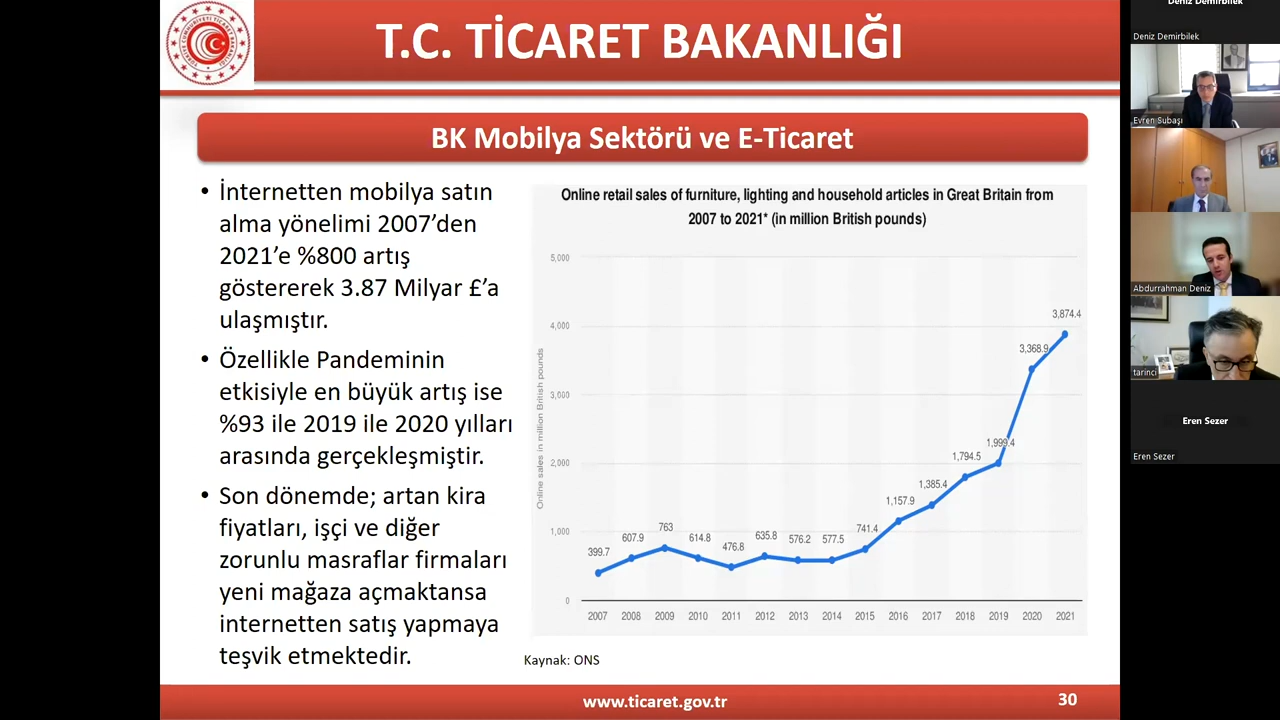 T.C. TİCARET BAKANLIĞI
BK Mobilya Sektörü ve E-Ticaret
• İnternetten mobilya satın
alma yönelimi 2007’den
2021’e %800 artış
göstererek 3.87 Milyar £’a
ulaşmıştır.
• Özellikle Pandeminin
etkisiyle en büyük artış ise
%93 ile 2019 ile 2020 yılları
arasında gerçekleşmiştir.
• Son dönemde; artan kira
fiyatları, işçi ve diğer
zorunlu masraflar firmaları
yeni mağaza açmaktansa
internetten satış yapmaya
teşvik etmektedir.
Online retail sales of furniture, lighting and household articles in Great Britain from
2007 to 2021* (in million British pounds)
Online sales in million British pounds
5,000
4,000
3,000
2,000
1,000
0
399.7
607.9
763
614.8
476.8
635.8
576.2
577.5
741.4
1,157.9
1,385.4
1,794.5
1,999.4
3,368.9
3,874.4
2007 2008 2009 2010 2011 2012 2013 2014 2015 2016 2017 2018 2019 2020 2021
Kaynak: ONS
www.ticaret.gov.tr
30
Deniz Demirbilek
Deniz Demirbilek
Evren Subaşı
Abdurrahman Deniz
tarinci
Eren Sezer
Eren Sezer